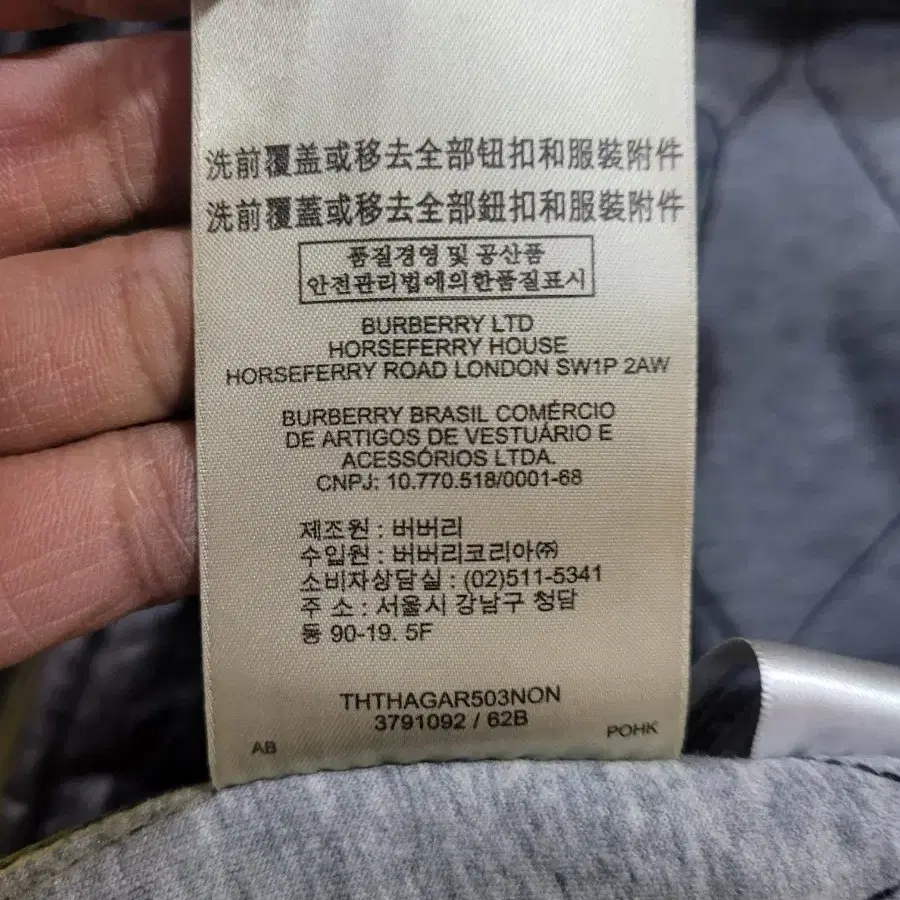 洗前覆盖或移去全部钮扣和服裝附件
洗前覆蓋或移去全部鈕扣和服裝附件
품질경영 및 공산품
안전관리법에의한품질표시
BURBERRY LTD
HORSEFERRY HOUSE
HORSEFERRY ROAD LONDON SW1P 2AW
BURBERRY BRASIL COMÉRCIO
DE ARTIGOS DE VESTUÁRIO E
ACESSÓRIOS LTDA.
CNPJ: 10.770.518/0001-68
제조원 : 버버리
수입원 : 버버리코리아㈜
소비자상담실 : (02)511-5341
주 소 : 서울시 강남구 청담
동 90-19. 5F
THTHAGAR503NON
3791092 / 62B
AB
POHK